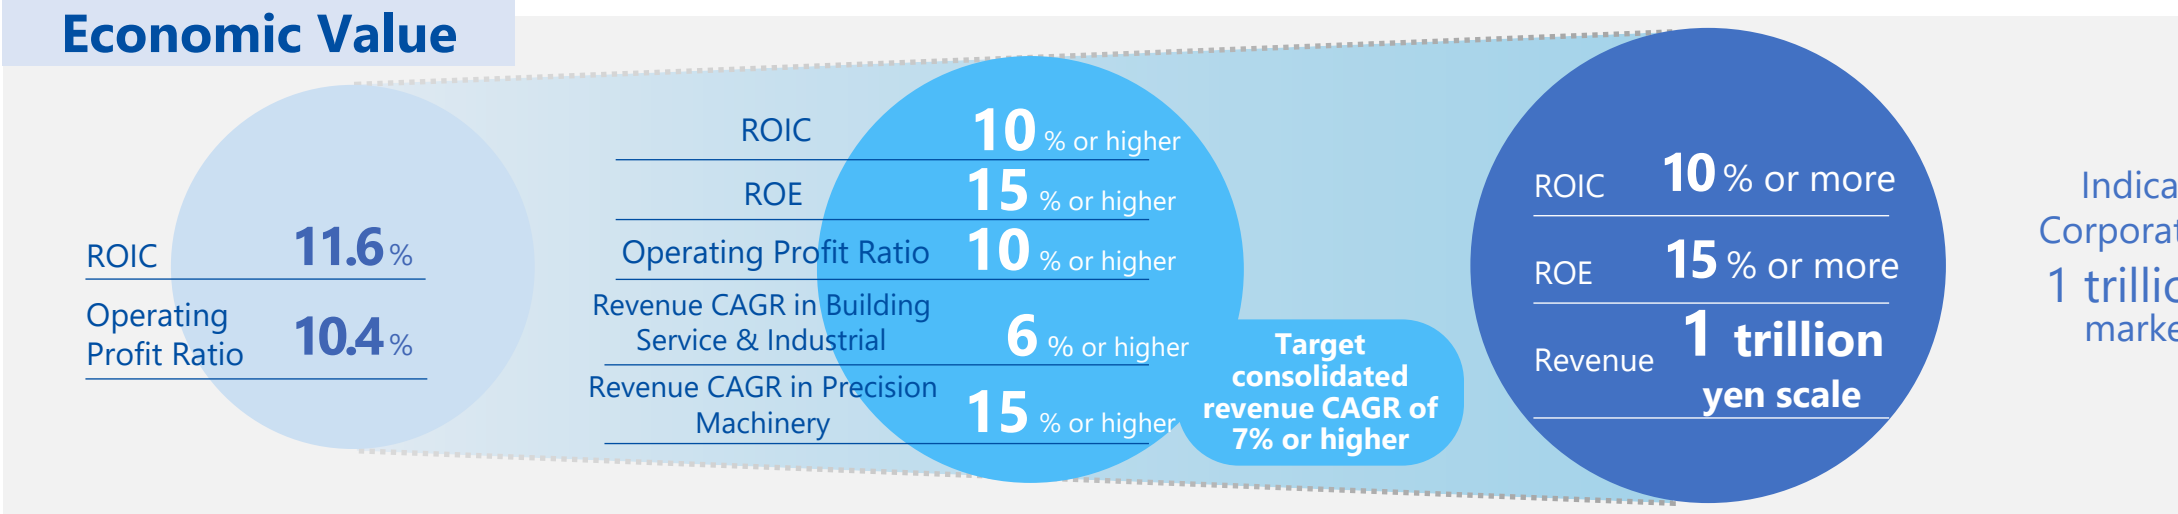 Economic Value
ROIC 11.6 %
Operating
Profit Ratio 10.4 %
ROIC 10 % or higher
ROE 15 % or higher
Operating Profit Ratio 10 % or higher
Revenue CAGR in Building
Service & Industrial 6 % or higher
Revenue CAGR in Precision
Machinery 15 % or higher
Target
consolidated
revenue CAGR of
7% or higher
ROIC 10 % or more
ROE 15 % or more
Revenue 1 trillion
yen scale
1